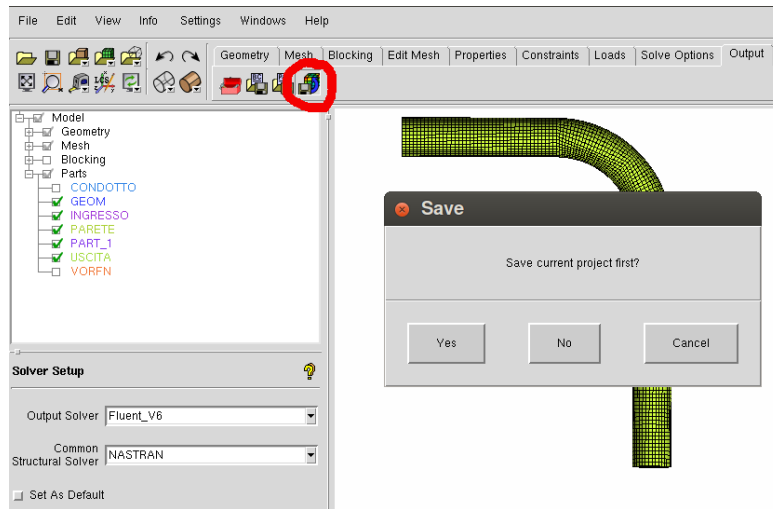 File Edit View Info Settings Windows Help
Geometry Mesh Blocking Edit Mesh Properties Constraints Loads Solve Options Output
Model
Geometry
Mesh
Blocking
Parts
CONDOTTO
GEOM
INGRESSO
PARETE
PART_1
USCITA
VORFN
Save
Save current project first?
Yes No Cancel
Solver Setup
Output Solver Fluent_V6
Common
Structural Solver NASTRAN
Set As Default